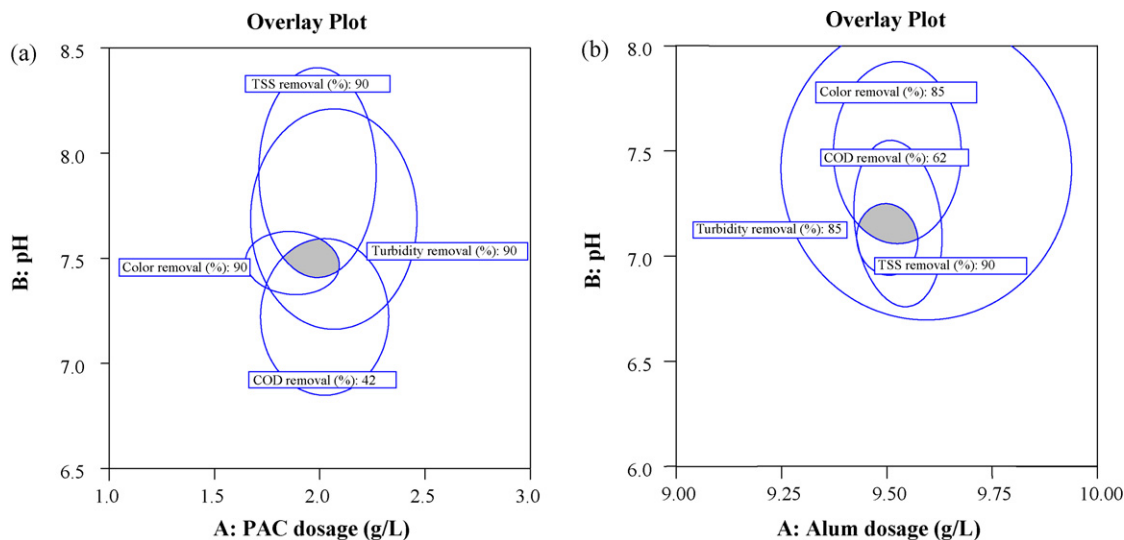 Overlay Plot
(a)
8.5
8.0
7.5
7.0
6.5
B: pH
TSS removal (%): 90
Turbidity removal (%): 90
Color removal (%): 90
COD removal (%): 42
1.0 1.5 2.0 2.5 3.0
A: PAC dosage (g/L)
Overlay Plot
(b)
8.0
7.5
7.0
6.5
6.0
B: pH
Color removal (%): 85
COD removal (%): 62
Turbidity removal (%): 85
TSS removal (%): 90
9.00 9.25 9.50 9.75 10.00
A: Alum dosage (g/L)